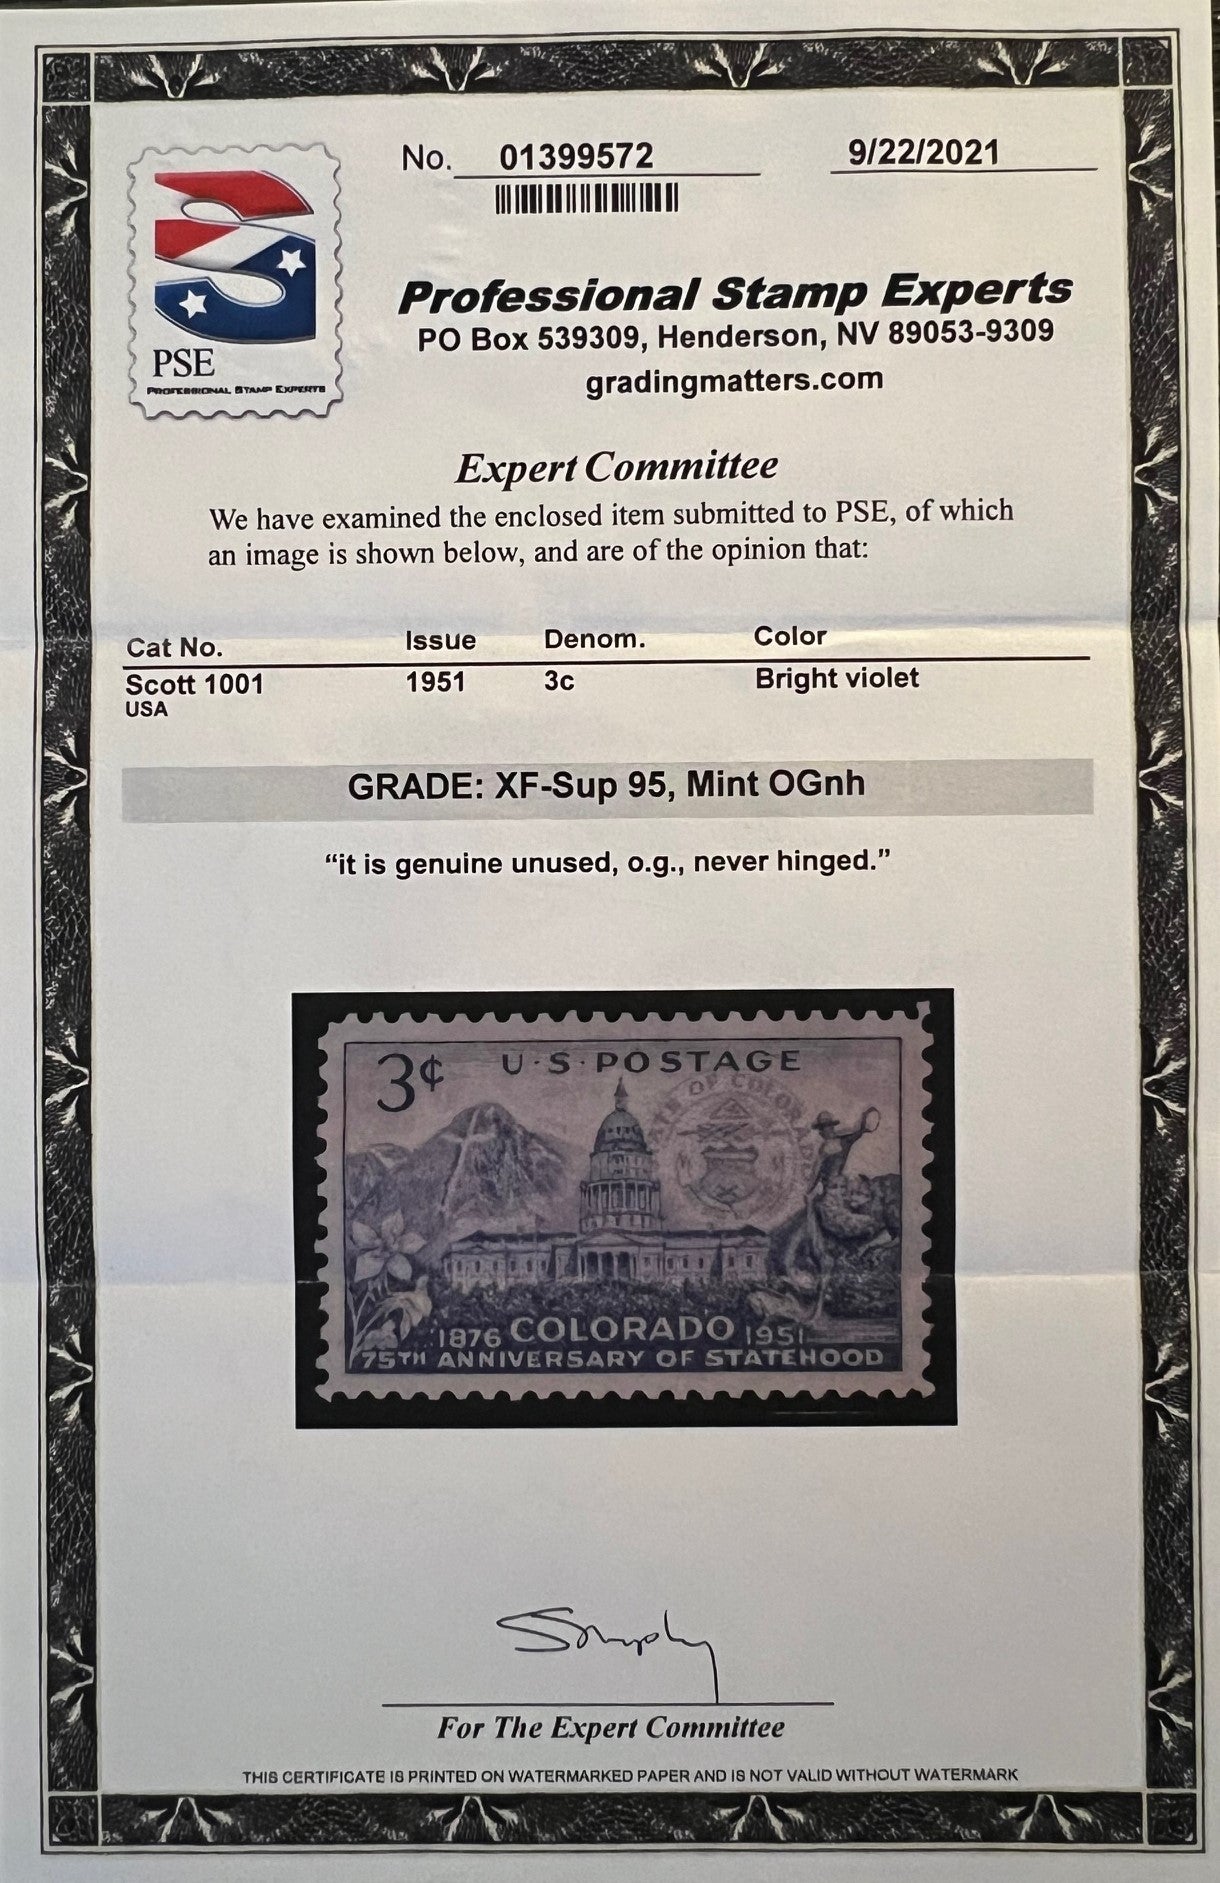 No. 01399572 9/22/2021
Professional Stamp Experts
PO Box 539309, Henderson, NV 89053-9309
gradingmatters.com
PSE
PROFESSIONAL STAMP EXPERTS
Expert Committee
We have examined the enclosed item submitted to PSE, of which
an image is shown below, and are of the opinion that:
Cat No. Issue Denom. Color
Scott 1001 1951 3c Bright violet
USA
GRADE: XF-Sup 95, Mint OGnh
“it is genuine unused, o.g., never hinged.”
3¢ U·S·POSTAGE
STATE OF COLORADO
1876 COLORADO 1951
75TH ANNIVERSARY OF STATEHOOD
For The Expert Committee
THIS CERTIFICATE IS PRINTED ON WATERMARKED PAPER AND IS NOT VALID WITHOUT WATERMARK